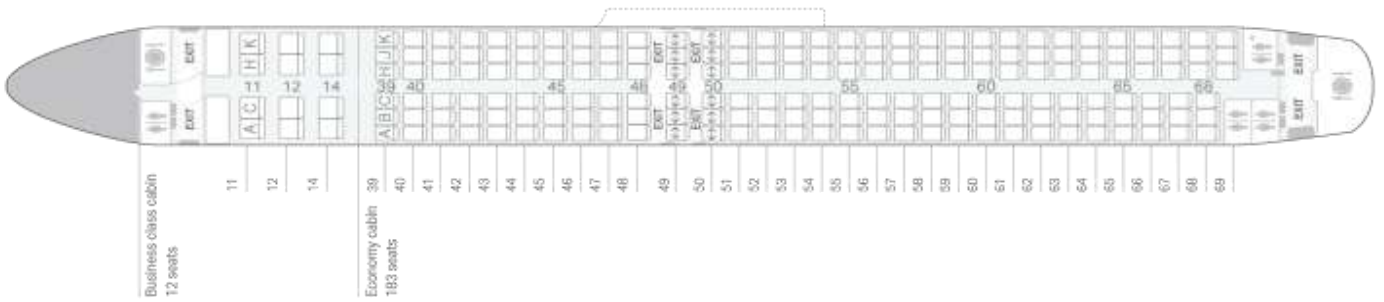 EXIT EXIT EXIT EXIT
H K H J K
11 12 14 39 40 45 48 49 50 55 60 65 68
A C A B C
EXIT EXIT EXIT EXIT
11 12 14 39 40 41 42 43 44 45 46 47 48 49 50 51 52 53 54 55 56 57 58 59 60 61 62 63 64 65 66 67 68 69
Business class cabin
12 seats
Economy cabin
183 seats